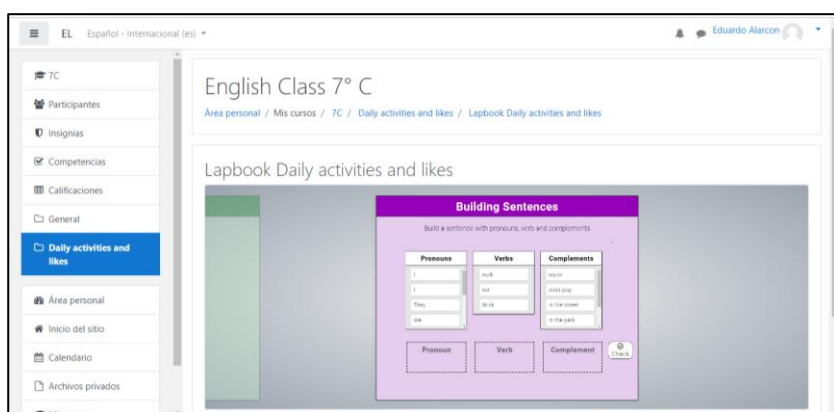 EL Español - Internacional (es)
Eduardo Alarcon
7C
Participantes
Insignias
Competencias
Calificaciones
General
Daily activities and likes
Área personal
Inicio del sitio
Calendario
Archivos privados
English Class 7° C
Área personal / Mis cursos / 7C / Daily activities and likes / Lapbook Daily activities and likes
Lapbook Daily activities and likes
Building Sentences
Build a sentence with pronouns, verb and complements
Pronouns
I
I
They
We
Verbs
walk
eat
drink
Complements
music
soda pop
in the street
in the park
Pronoun
Verb
Complement
Check